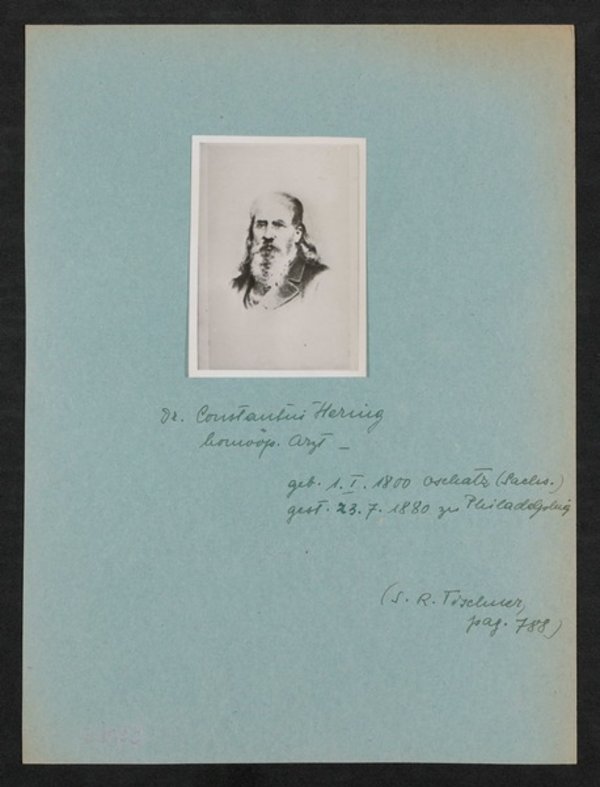 Dr. Constantin Hering
homöop. Arzt –
geb. 1. I. 1800 Oschatz (Sachs.)
gest. 23. 7. 1880 zu Philadelphia
(S. R. Tischner,
pag. 788)